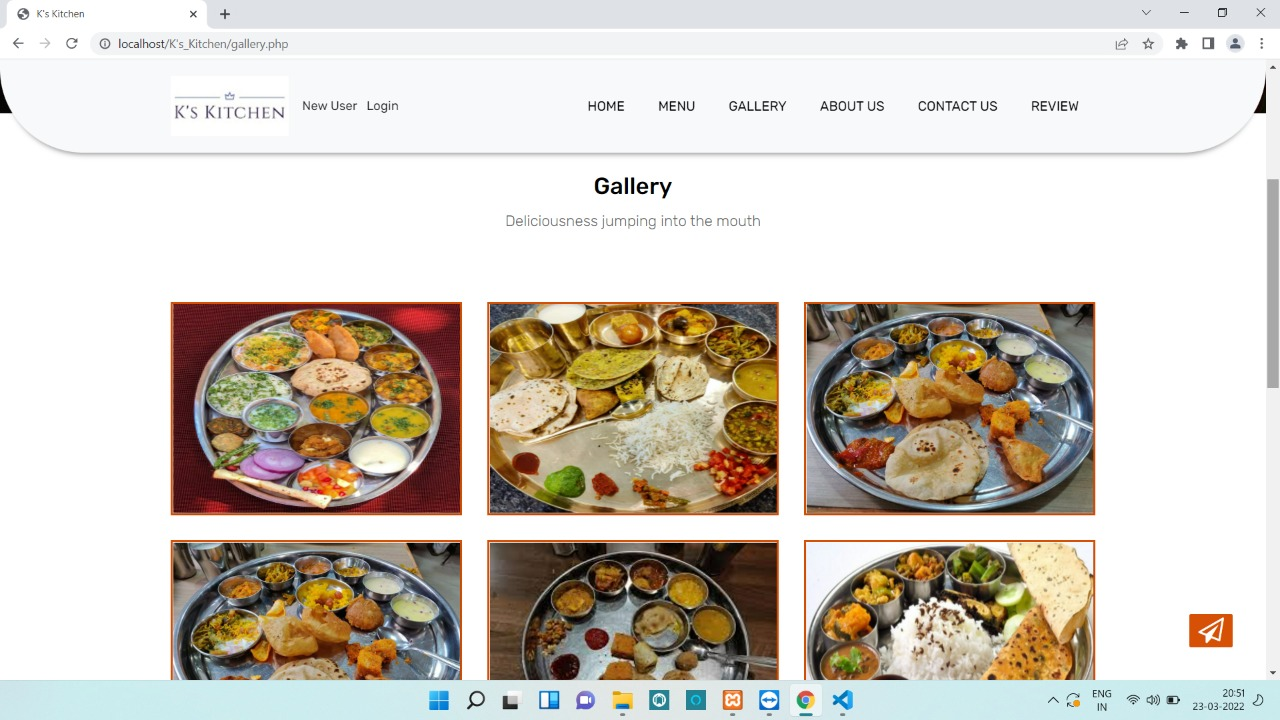 K's Kitchen
localhost/K's_Kitchen/gallery.php
K'S KITCHEN
New User Login
HOME MENU GALLERY ABOUT US CONTACT US REVIEW
Gallery
Deliciousness jumping into the mouth
ENG
IN
20:51
23-03-2022